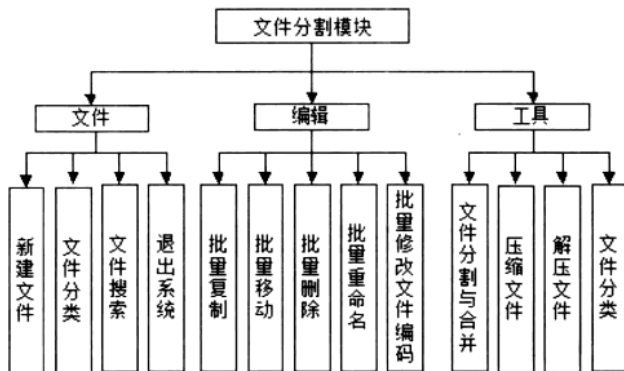 文件分割模块
文件
编辑
工具
新建文件
文件分类
文件搜索
退出系统
批量复制
批量移动
批量删除
批量重命名
批量修改文件编码
文件分割与合并
压缩文件
解压文件
文件分类